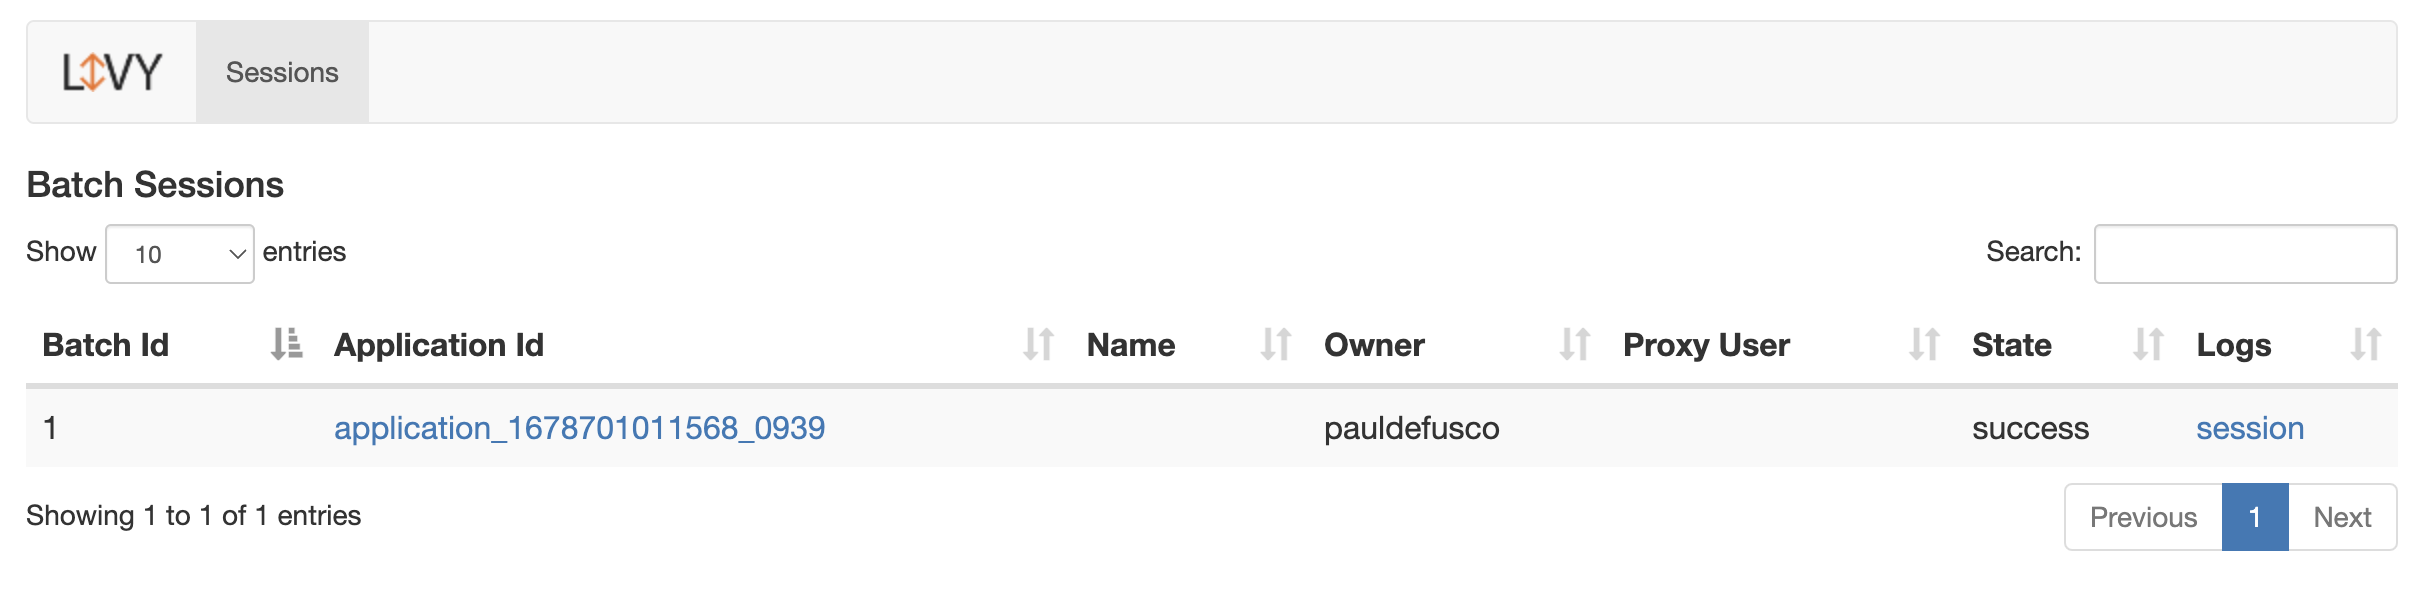 LIVY Sessions
Batch Sessions
Show 10 entries Search:
Batch Id Application Id Name Owner Proxy User State Logs
1 application_1678701011568_0939 pauldefusco success session
Showing 1 to 1 of 1 entries Previous 1 Next